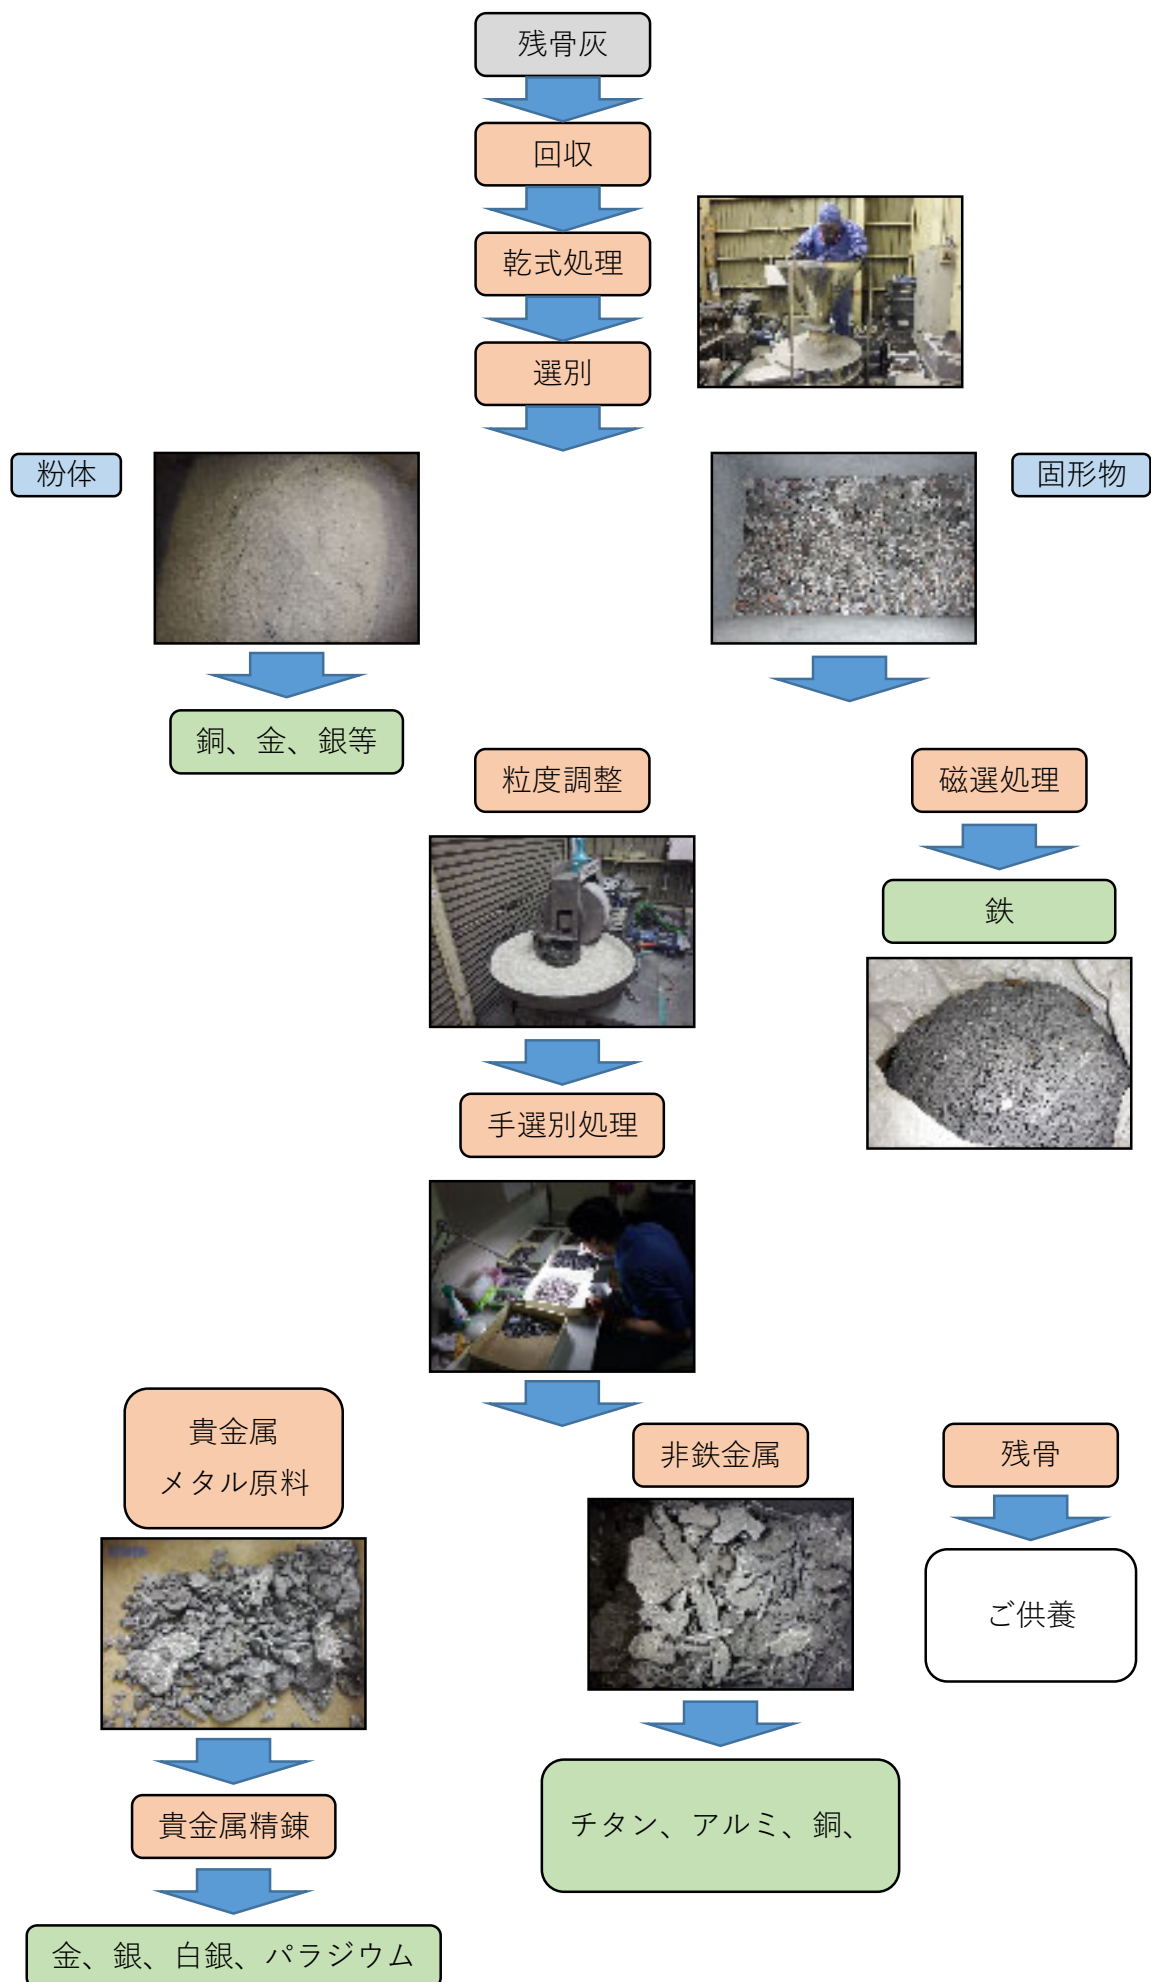 残骨灰
回収
乾式処理
選別
粉体
固形物
銅、金、銀等
粒度調整
磁選処理
鉄
手選別処理
貴金属
メタル原料
非鉄金属
残骨
ご供養
チタン、アルミ、銅、
貴金属精錬
金、銀、白銀、パラジウム